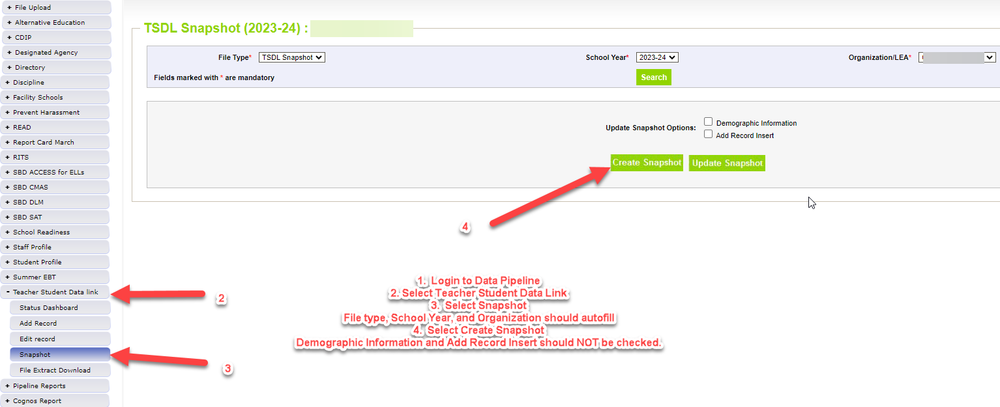 + File Upload
+ Alternative Education
+ CDIP
+ Designated Agency
+ Directory
+ Discipline
+ Facility Schools
+ Prevent Harassment
+ READ
+ Report Card March
+ RITS
+ SBD ACCESS for ELLs
+ SBD CMAS
+ SBD DLM
+ SBD SAT
+ School Readiness
+ Staff Profile
+ Student Profile
+ Summer EBT
- Teacher Student Data link
Status Dashboard
Add Record
Edit record
Snapshot
File Extract Download
+ Pipeline Reports
+ Cognos Report
TSDL Snapshot (2023-24) :
File Type* TSDL Snapshot School Year* 2023-24 Organization/LEA*
Fields marked with * are mandatory Search
Update Snapshot Options: Demographic Information
Add Record Insert
Create Snapshot Update Snapshot
4
2
3
1. Login to Data Pipeline
2. Select Teacher Student Data Link
3. Select Snapshot
File type, School Year, and Organization should autofill
4. Select Create Snapshot
Demographic Information and Add Record Insert should NOT be checked.